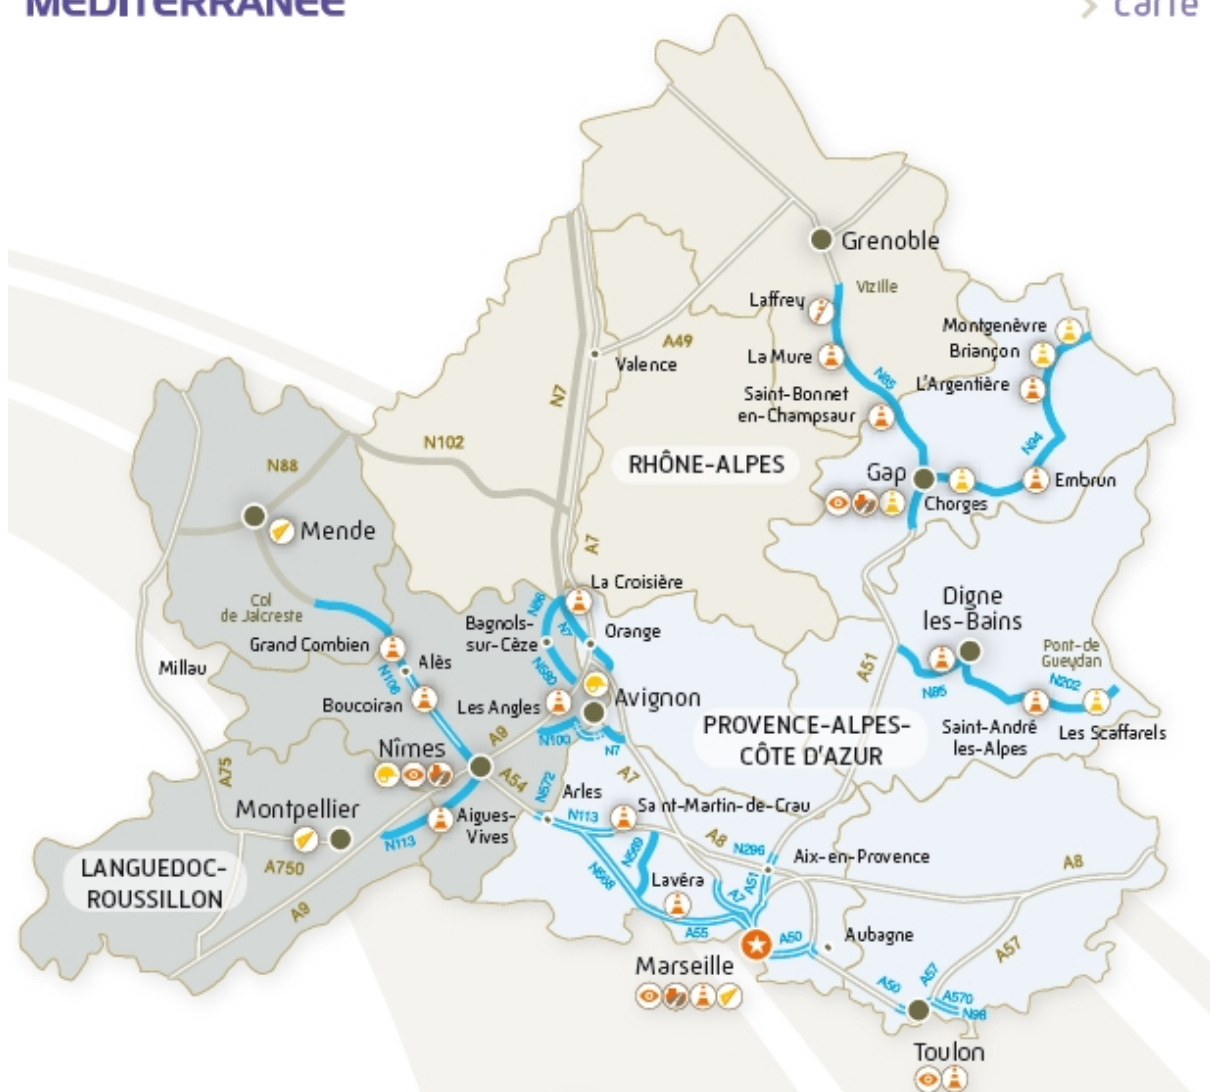 MÉDITERRANÉE
> carte
Grenoble
Vizille
Laffrey
Montgenèvre
Briançon
A49
La Mure
Valence
L'Argentière
N85
Saint-Bonnet
en-Champsaur
N7
N94
N102
RHÔNE-ALPES
N88
Gap
Embrun
Chorges
Mende
A7
La Croisière
Col
de Jalcreste
N86
Digne
les-Bains
Bagnols-
sur-Cèze
N7
Orange
Grand Combien
Pont-de
Gueydan
Millau
Alès
N106
N580
A51
N85
N202
Boucoiran
Les Angles
Avignon
PROVENCE-ALPES-
CÔTE D'AZUR
Saint-André
les-Alpes
Les Scaffarels
A9
N100
N7
Nîmes
A75
A54
N572
A7
Arles
Saint-Martin-de-Crau
Montpellier
Aigues-
Vives
N113
N113
A8
N296
Aix-en-Provence
LANGUEDOC-
ROUSSILLON
A750
N569
N568
Lavéra
A7
A51
A8
A9
A55
A50
Aubagne
Marseille
A57
A50
A57
A570
N98
Toulon